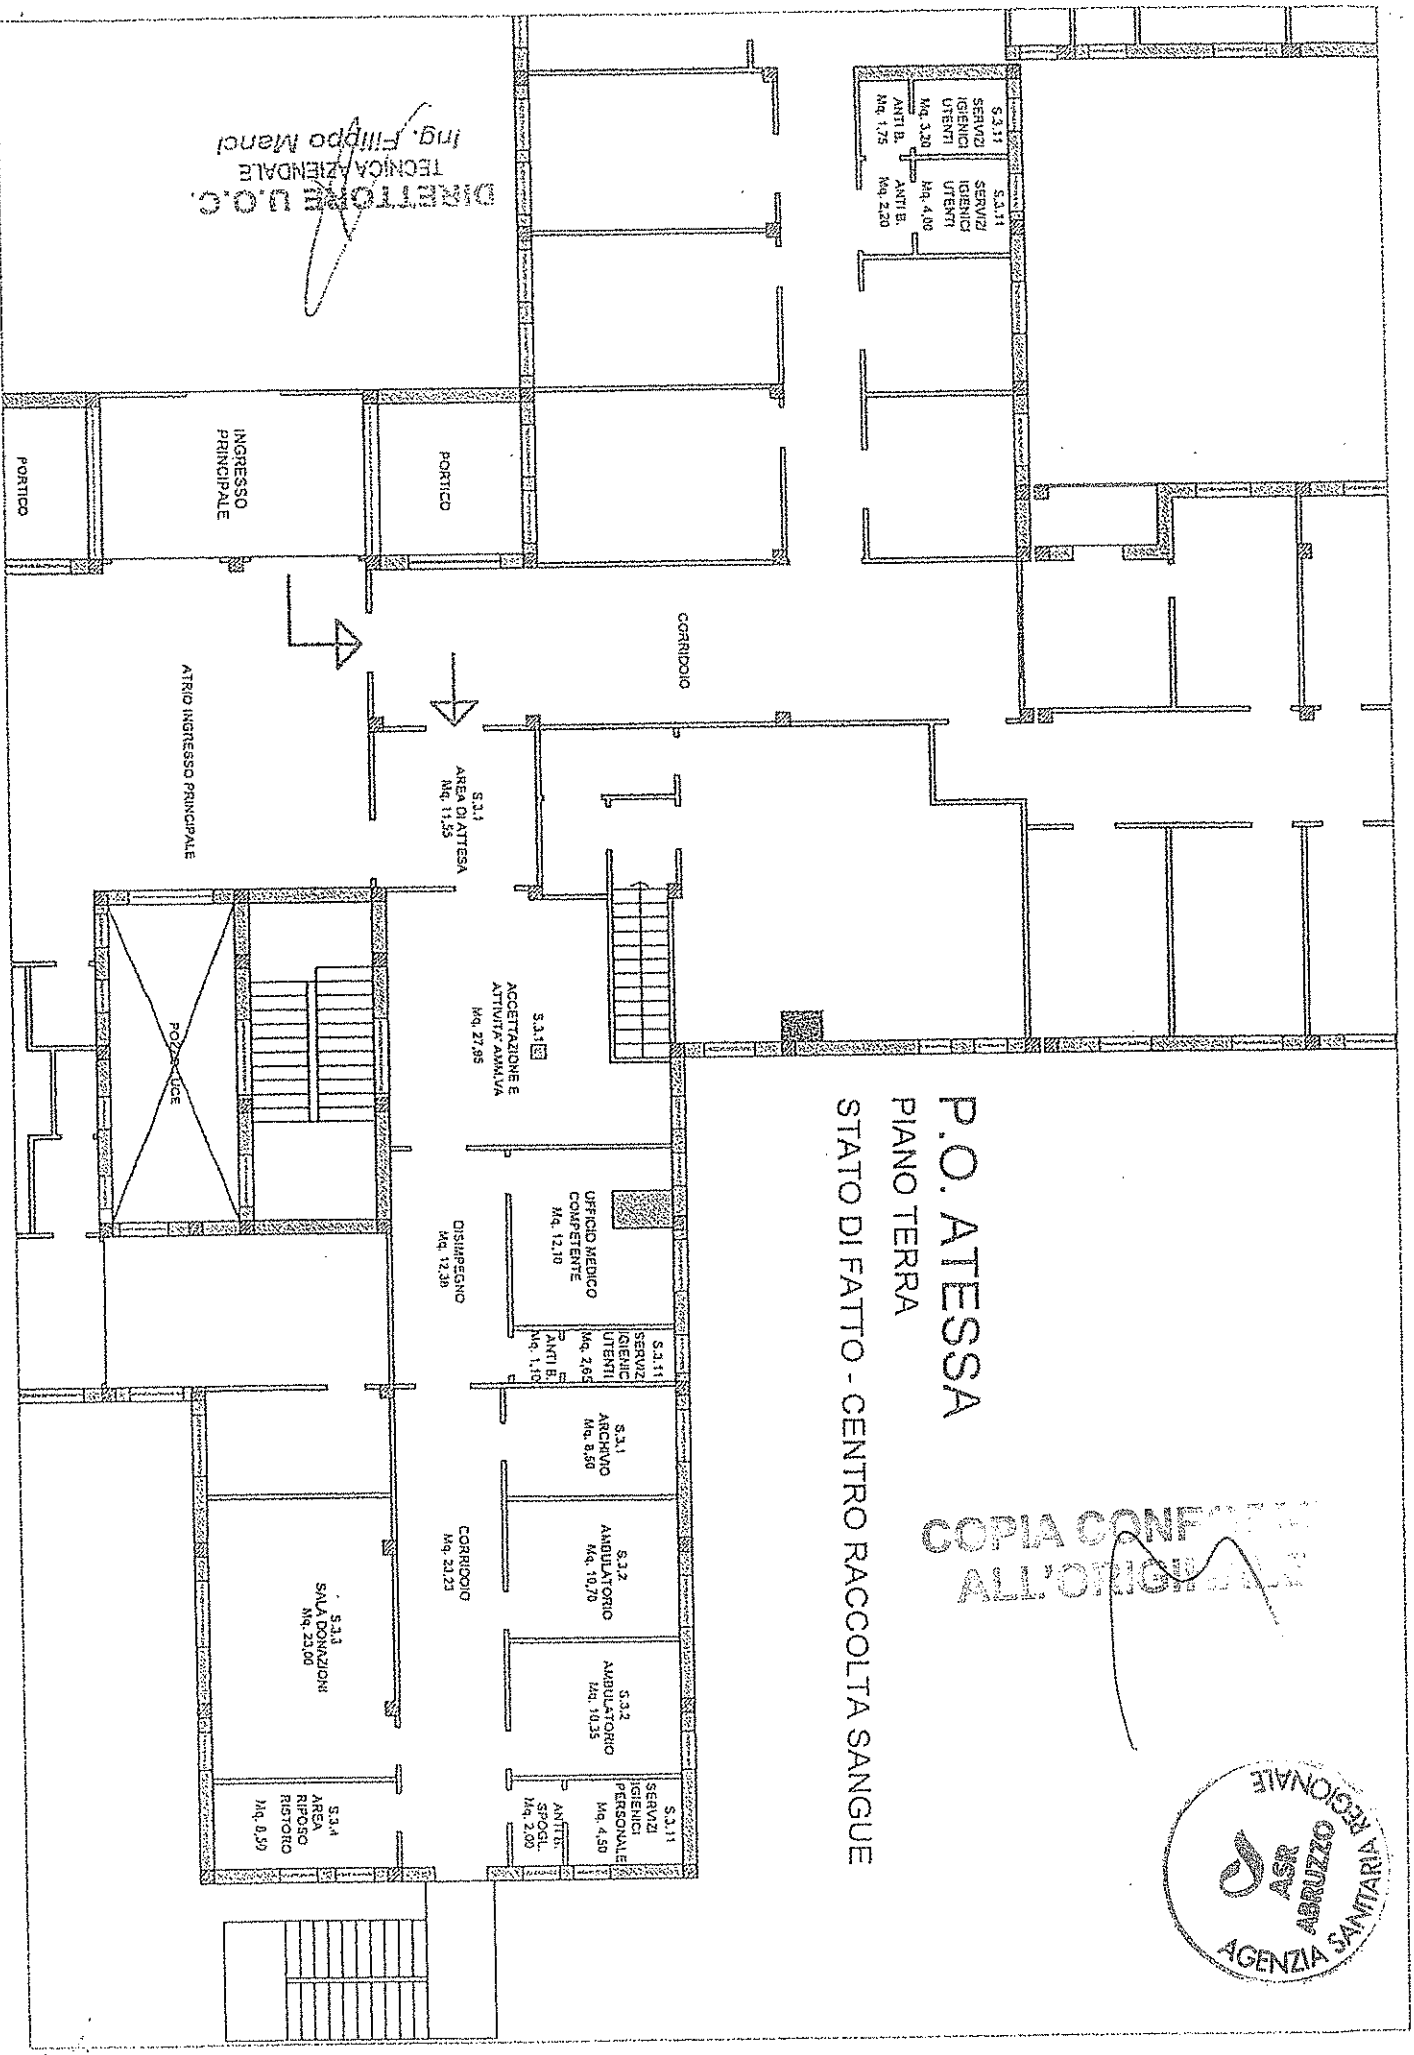 P.O. ATESSA
PIANO TERRA
STATO DI FATTO - CENTRO RACCOLTA SANGUE
COPIA
ALL'
AGENZIA SANITARIA REGIONALE
ASR
ABRUZZO
DIRETTORE U.O.C.
TECNICA AZIENDALE
Ing. Filippo Manci
S.3.11
SERVIZI
IGIENICI
UTENTI
Mq. 3,20
ANTI B.
Mq. 1,75
S.3.11
SERVIZI
IGIENICI
UTENTI
Mq. 4,00
ANTI B.
Mq. 2,20
PORTICO
INGRESSO
PRINCIPALE
PORTICO
CORRIDOIO
ATRIO INGRESSO PRINCIPALE
S.3.1
AREA DI ATTESA
Mq. 11,55
S.3.1
ACCETTAZIONE E
ATTIVITA' AMM.VA
Mq. 27,85
POZZO LUCE
UFFICIO MEDICO
COMPETENTE
Mq. 12,10
DISIMPEGNO
Mq. 12,38
S.3.11
SERVIZI
IGIENICI
UTENTI
Mq. 2,65
ANTI B.
Mq. 1,10
S.3.1
ARCHIVIO
Mq. 8,50
S.3.2
AMBULATORIO
Mq. 10,70
CORRIDOIO
Mq. 23,23
S.3.3
SALA DONAZIONI
Mq. 23,00
S.3.2
AMBULATORIO
Mq. 10,35
S.3.11
SERVIZI
IGIENICI
PERSONALE
Mq. 4,50
ANTI B.
SPOGL.
Mq. 2,00
S.3.4
AREA
RIPOSO
RISTORO
Mq. 8,50